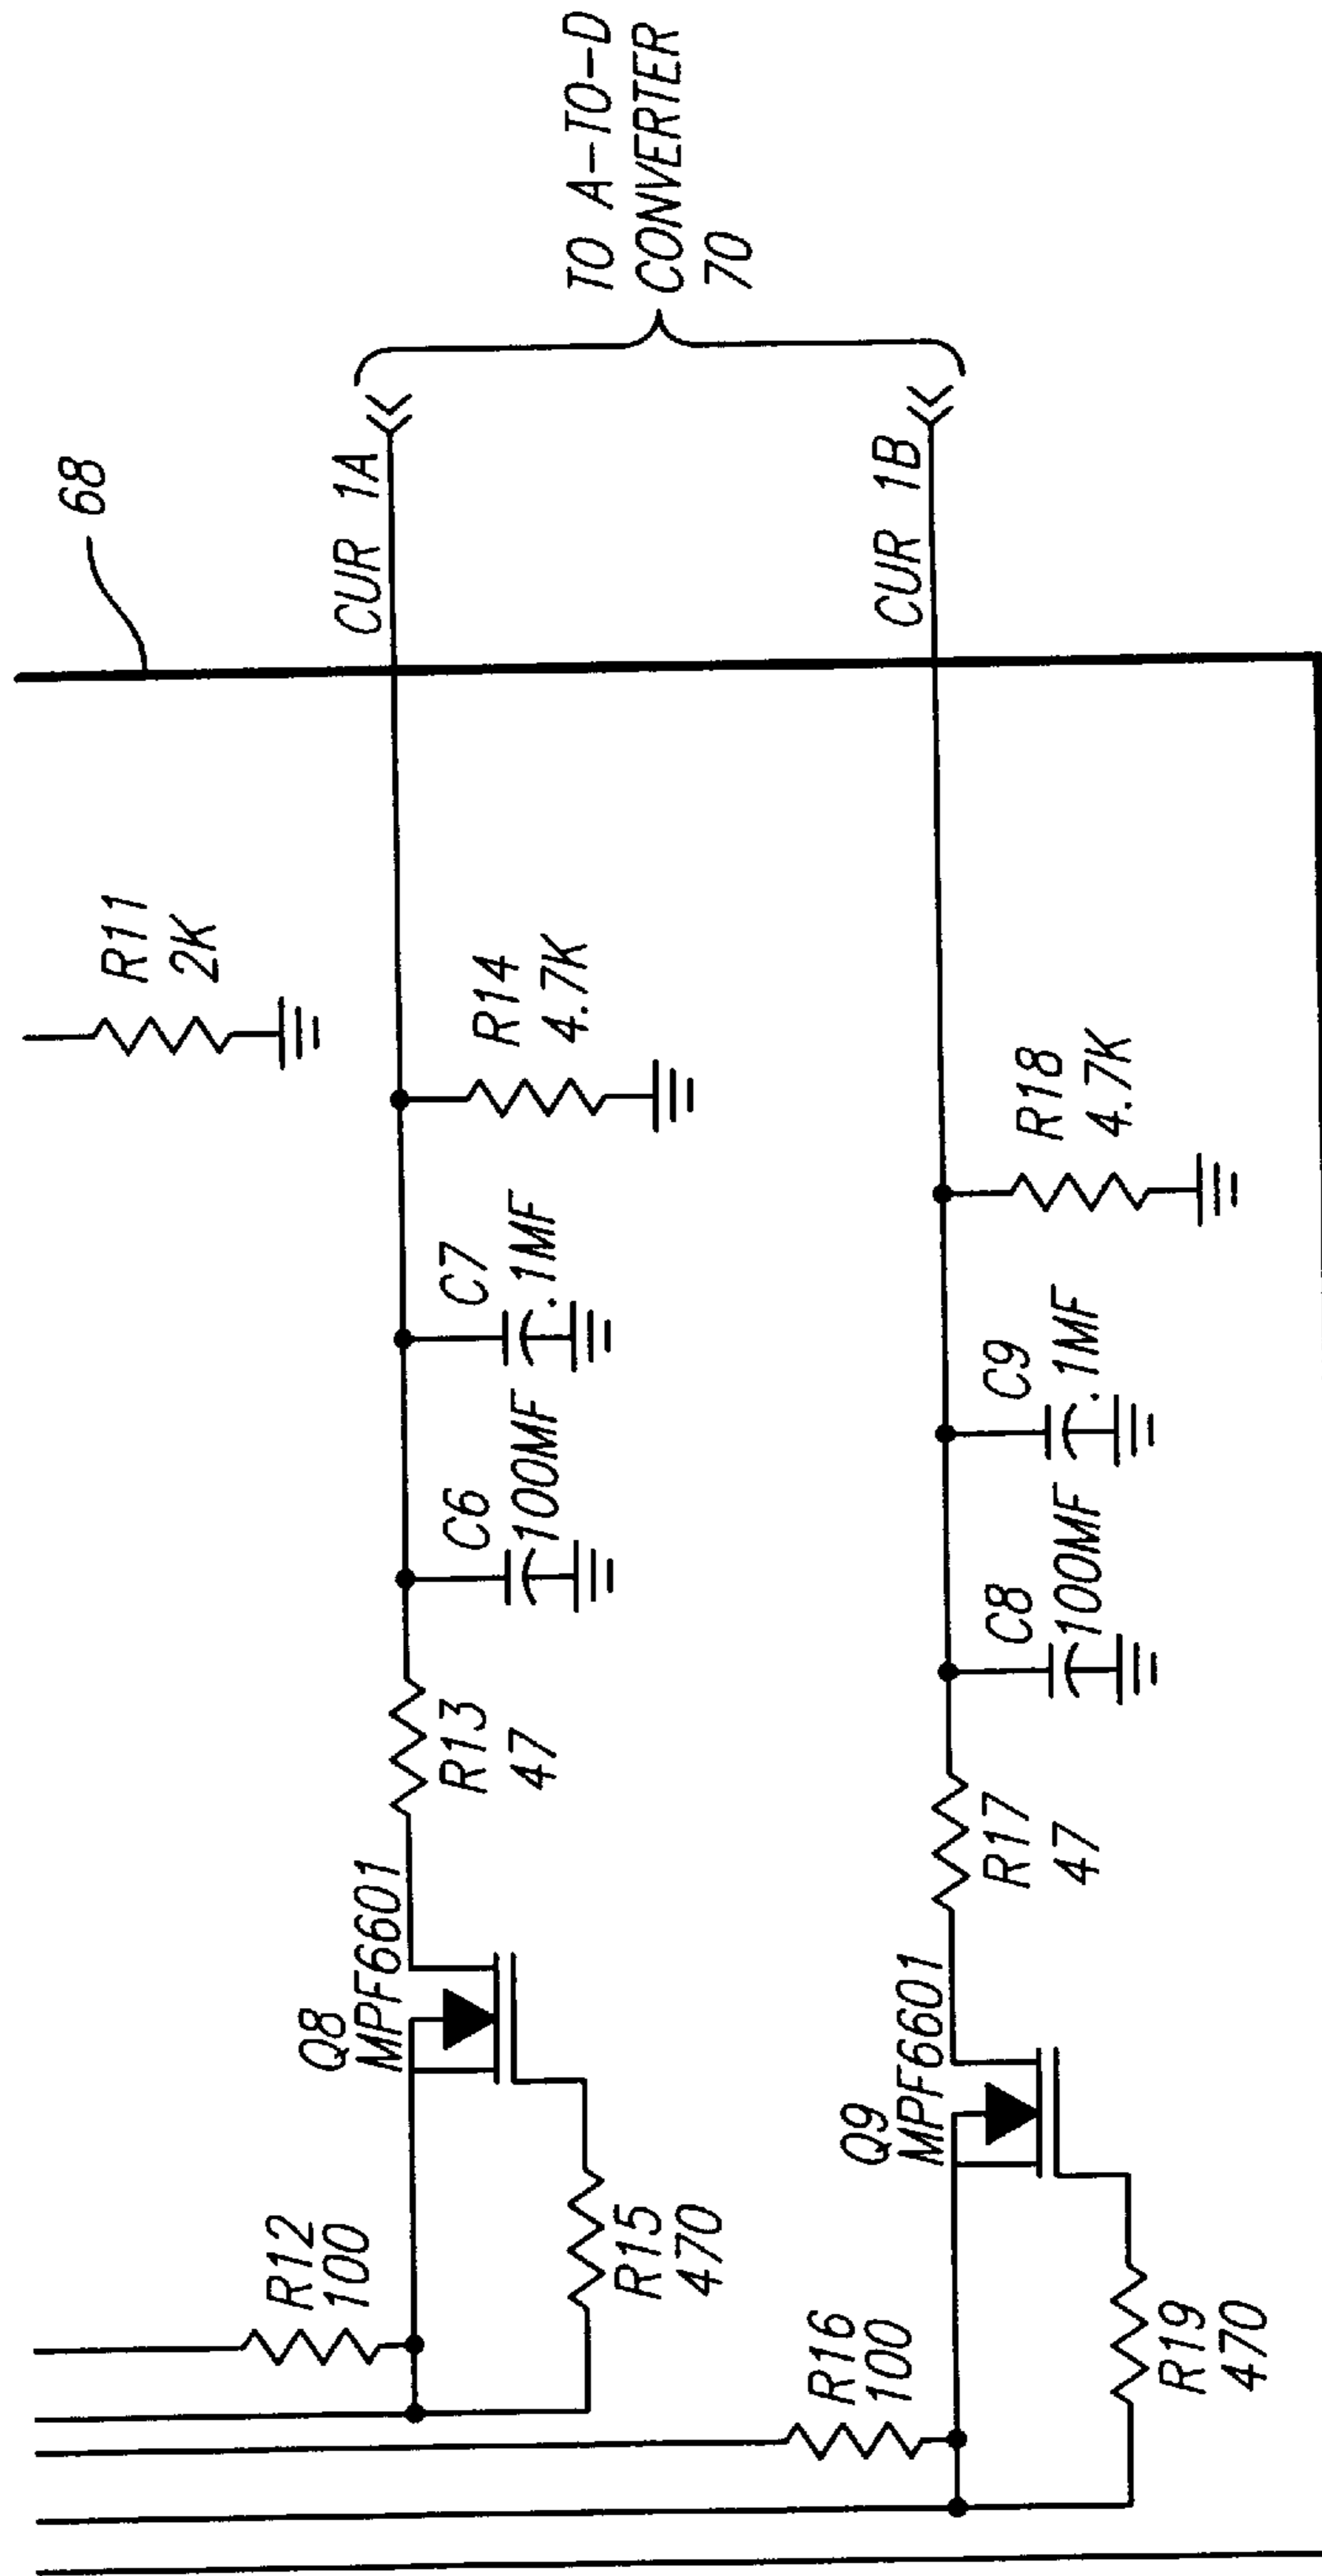 68
R11
2K
R12
100
Q8
MPF6601
CUR 1A
R13
47
C6
100MF
C7
.1MF
R14
4.7K
R15
470
TO A-TO-D
CONVERTER
70
R16
100
Q9
MPF6601
CUR 1B
R17
47
C8
100MF
C9
.1MF
R18
4.7K
R19
470